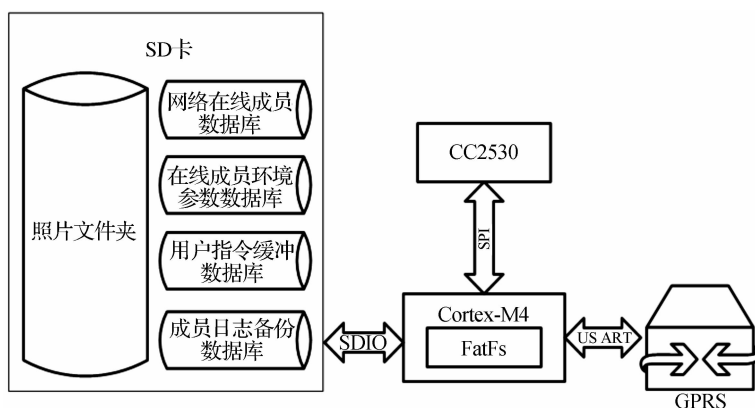 SD卡
照片文件夹
网络在线成员
数据库
在线成员环境
参数数据库
用户指令缓冲
数据库
成员日志备份
数据库
SDIO
CC2530
SPI
Cortex-M4
FatFs
US ART
GPRS